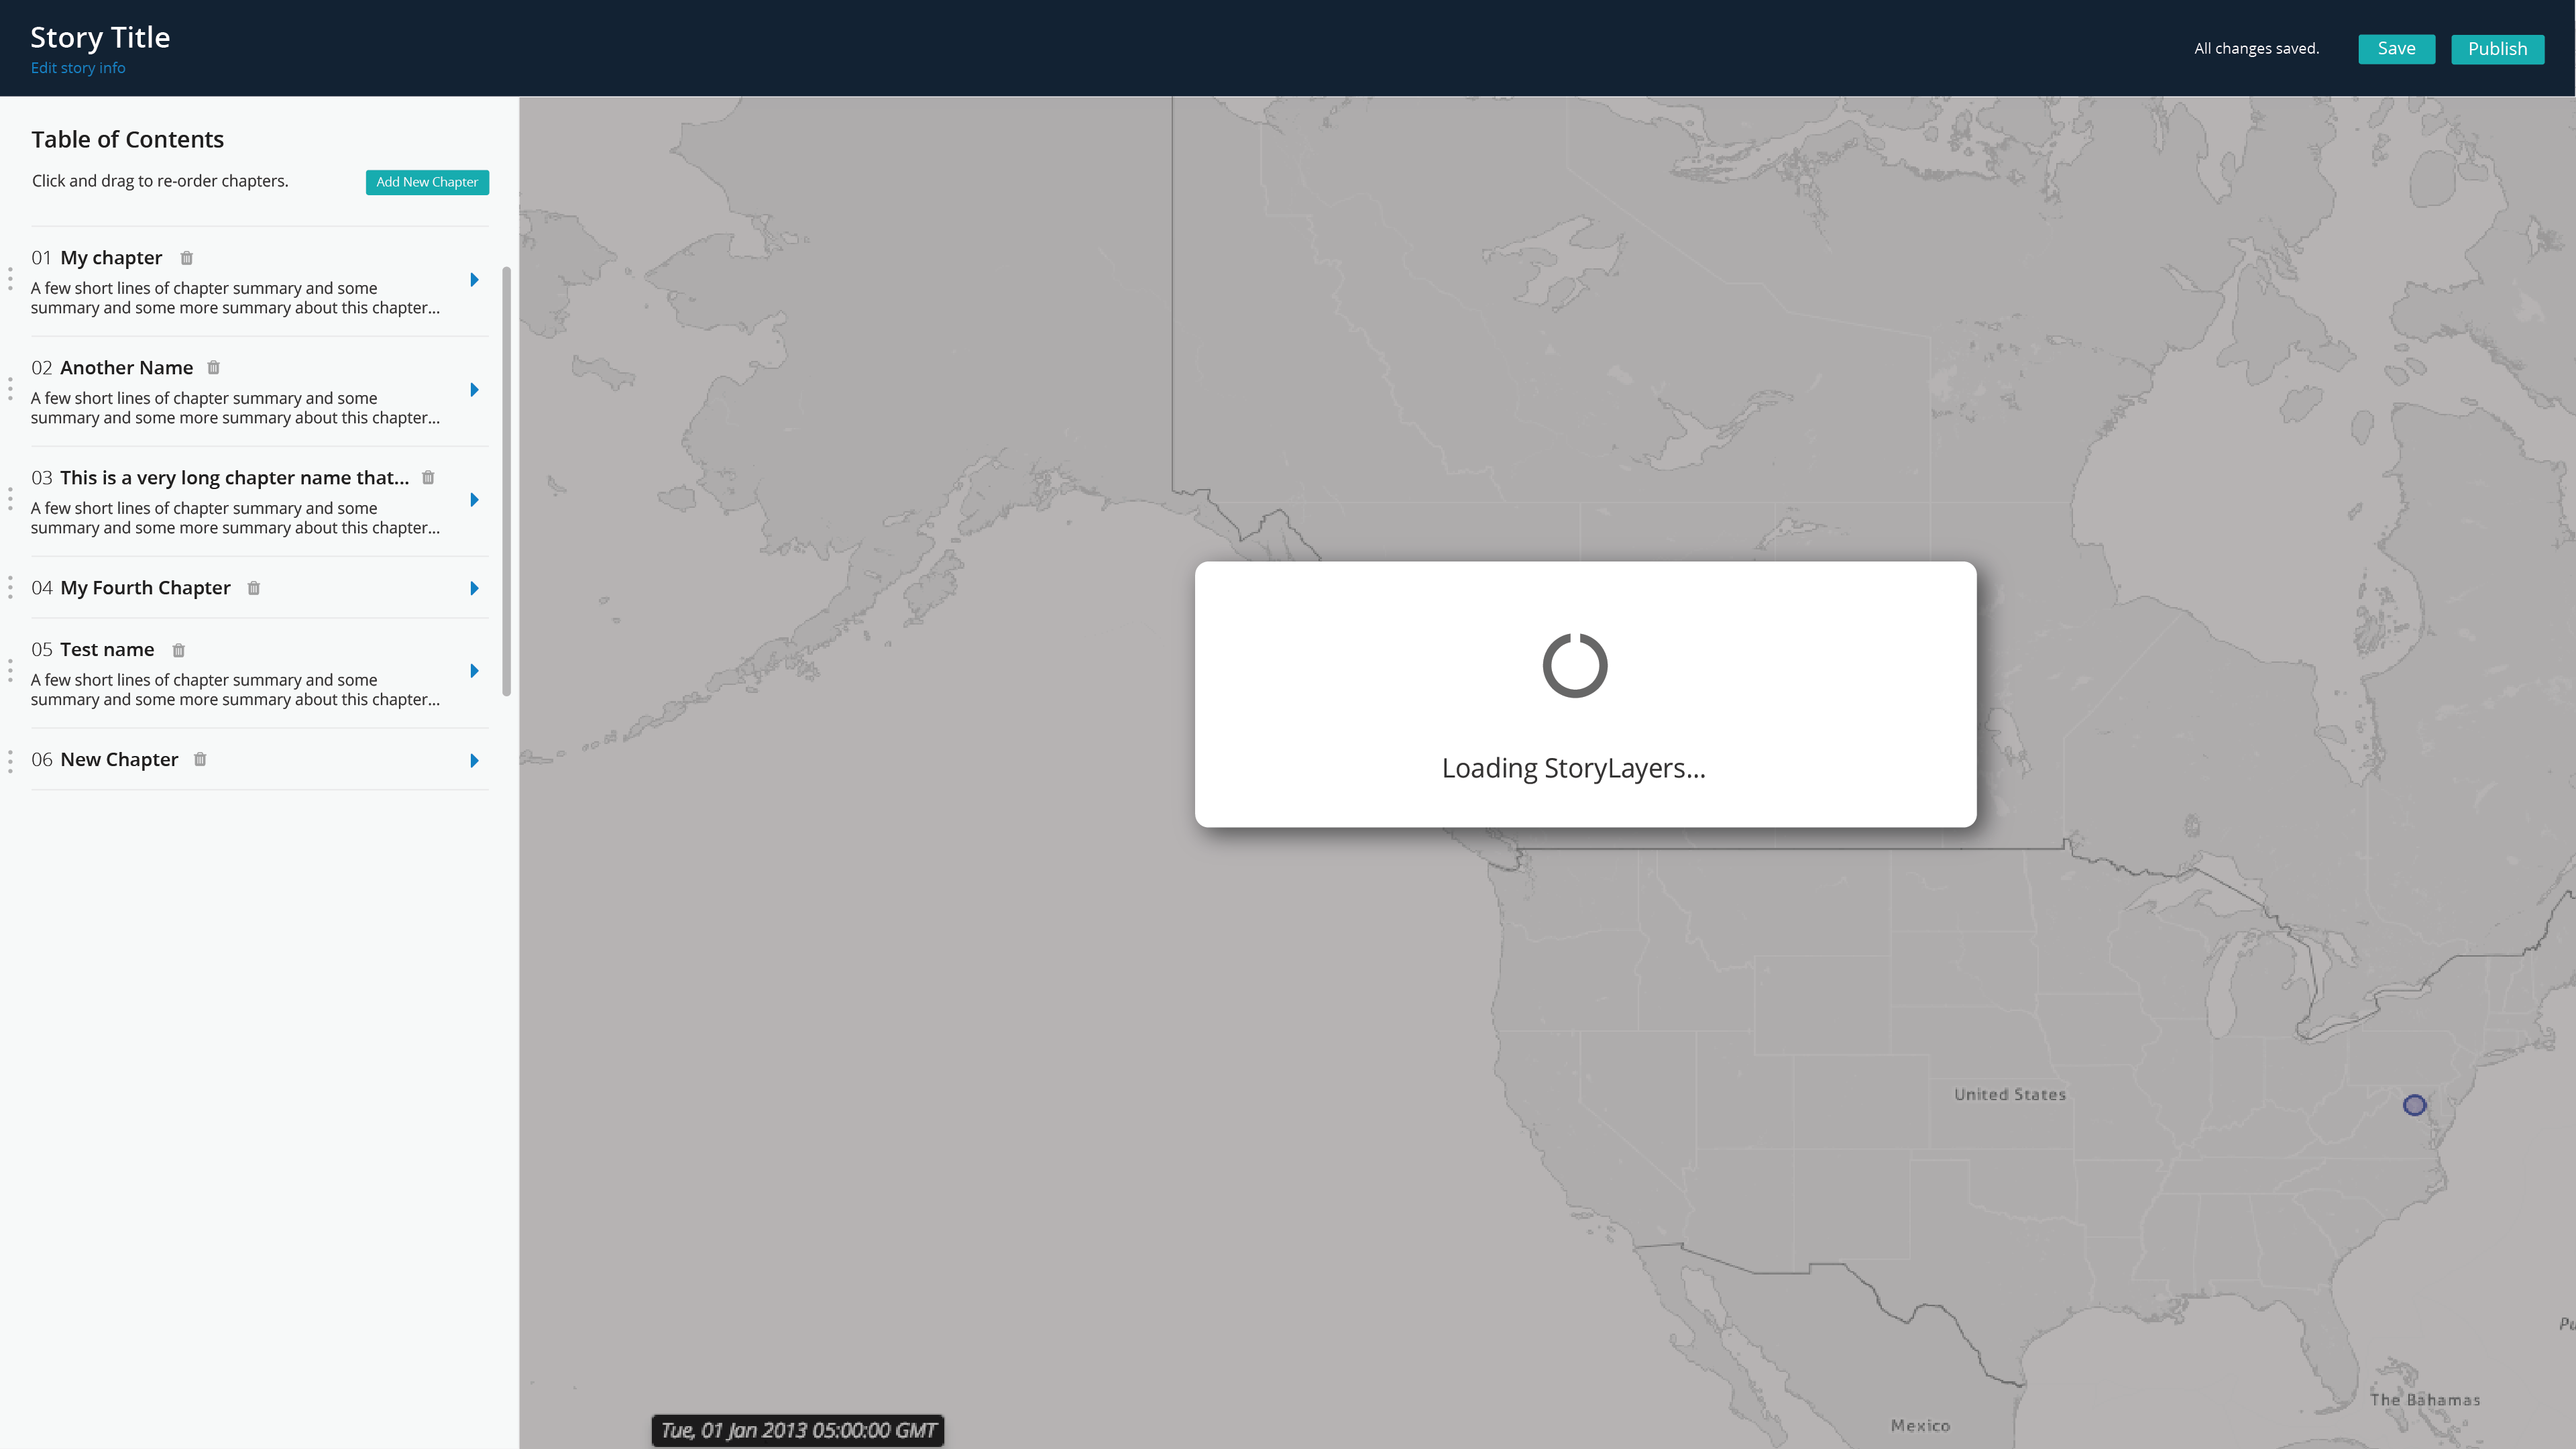 Story Title
Edit story info
All changes saved.
Save
Publish
Table of Contents
Click and drag to re-order chapters.
Add New Chapter
01 My chapter
A few short lines of chapter summary and some
summary and some more summary about this chapter...
02 Another Name
A few short lines of chapter summary and some
summary and some more summary about this chapter...
03 This is a very long chapter name that...
A few short lines of chapter summary and some
summary and some more summary about this chapter...
04 My Fourth Chapter
05 Test name
A few short lines of chapter summary and some
summary and some more summary about this chapter...
06 New Chapter
Loading StoryLayers...
United States
The Bahamas
Mexico
Tue, 01 Jan 2013 05:00:00 GMT